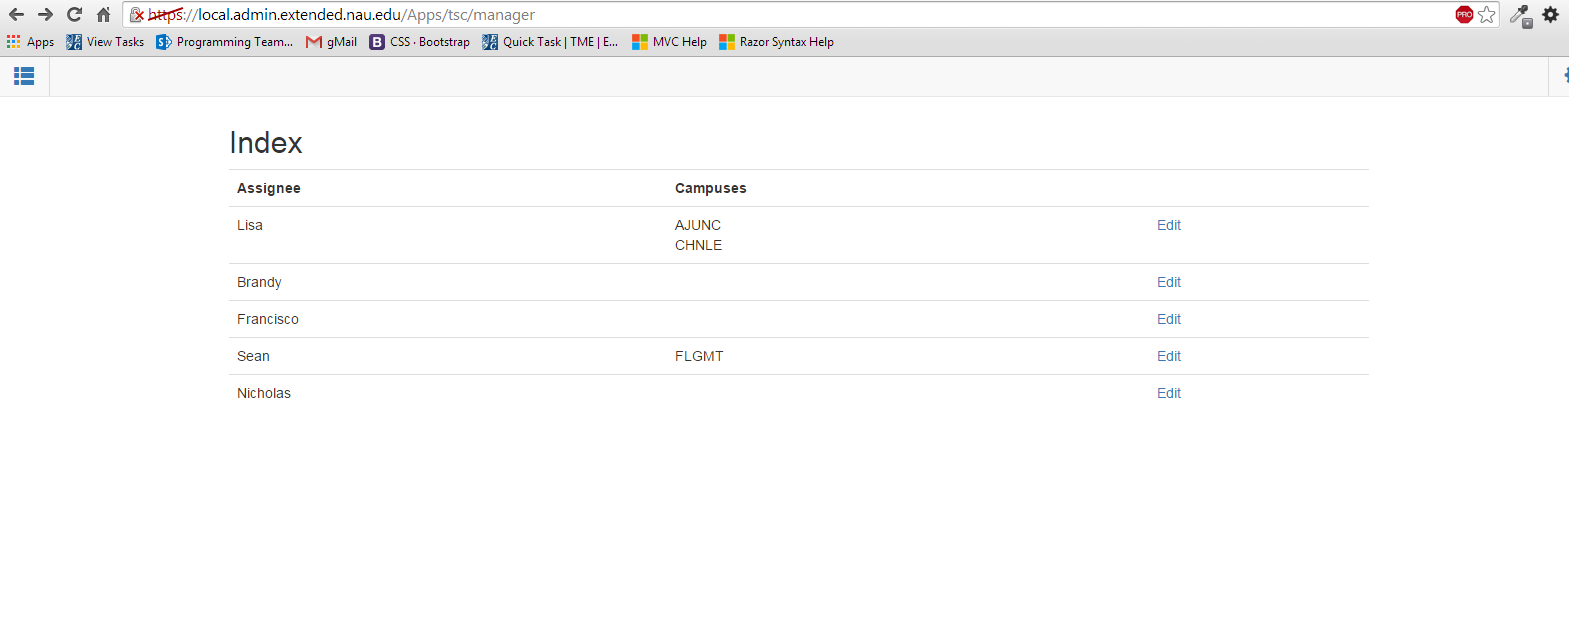 https://local.admin.extended.nau.edu/Apps/tsc/manager PRO
Apps View Tasks Programming Team... gMail B CSS · Bootstrap Quick Task | TME | E... MVC Help Razor Syntax Help
Index
Assignee Campuses
Lisa AJUNC Edit
CHNLE
Brandy Edit
Francisco Edit
Sean FLGMT Edit
Nicholas Edit